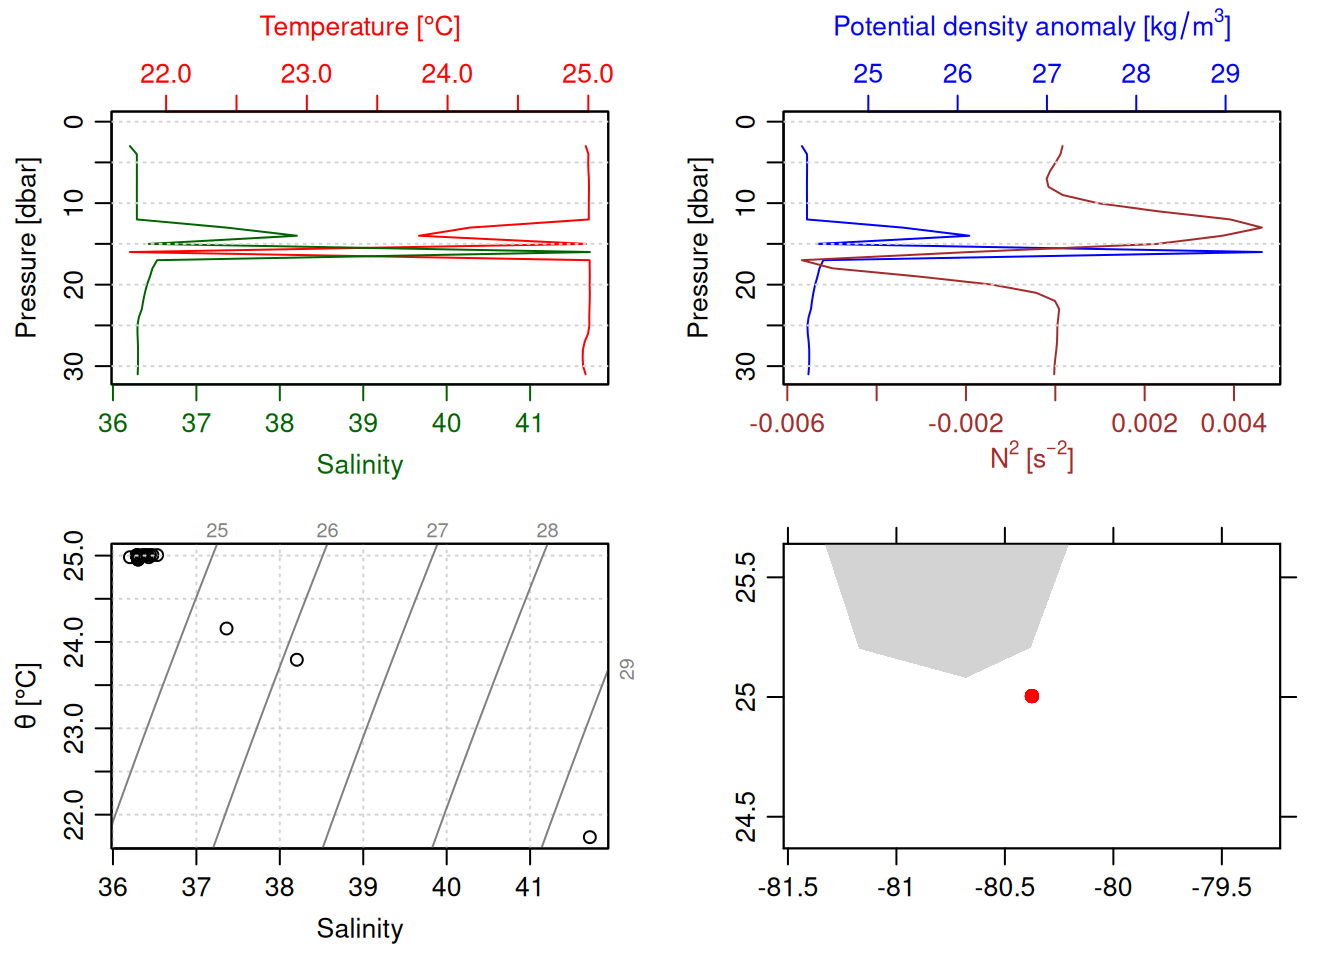 Temperature [°C]
22.0 23.0 24.0 25.0
Pressure [dbar]
0
10
20
30
36 37 38 39 40 41
Salinity
Potential density anomaly [kg/m³]
25 26 27 28 29
Pressure [dbar]
0
10
20
30
-0.006 -0.002 0.002 0.004
N² [s⁻²]
25 26 27 28
29
θ [°C]
25.0
24.0
23.0
22.0
36 37 38 39 40 41
Salinity
25.5
25
24.5
-81.5 -81 -80.5 -80 -79.5